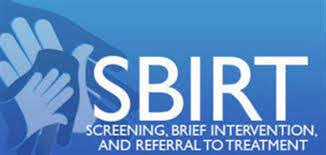 SBIRT
SCREENING, BRIEF INTERVENTION,
AND REFERRAL TO TREATMENT